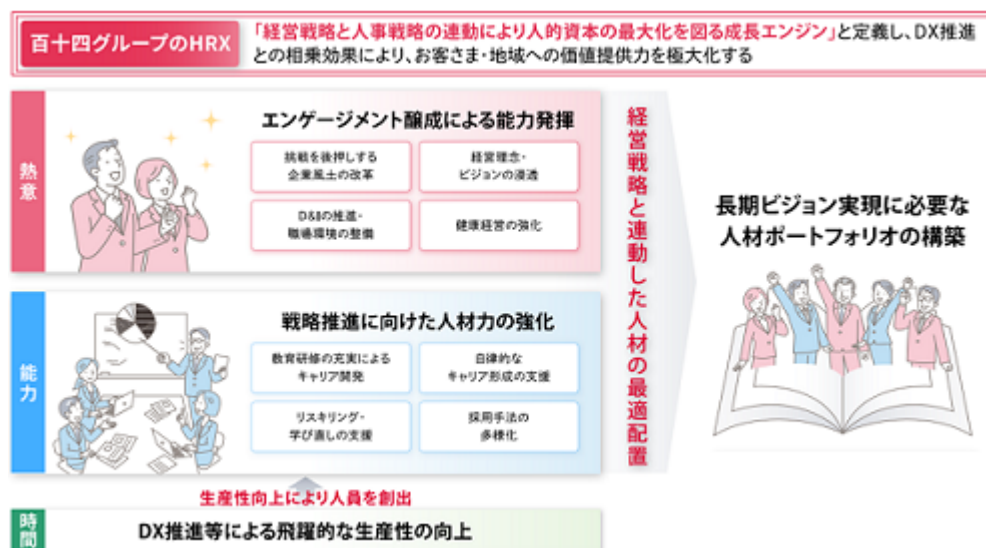 百十四グループのHRX
「経営戦略と人事戦略の連動により人的資本の最大化を図る成長エンジン」と定義し、DX推進
との相乗効果により、お客さま・地域への価値提供力を極大化する
熱意
エンゲージメント醸成による能力発揮
挑戦を後押しする
企業風土の改革
経営理念・
ビジョンの浸透
D&Iの推進・
職場環境の整備
健康経営の強化
能力
戦略推進に向けた人材力の強化
教育研修の充実による
キャリア開発
自律的な
キャリア形成の支援
リスキリング・
学び直しの支援
採用手法の
多様化
経営戦略と連動した人材の最適配置
長期ビジョン実現に必要な
人材ポートフォリオの構築
生産性向上により人員を創出
時間
DX推進等による飛躍的な生産性の向上